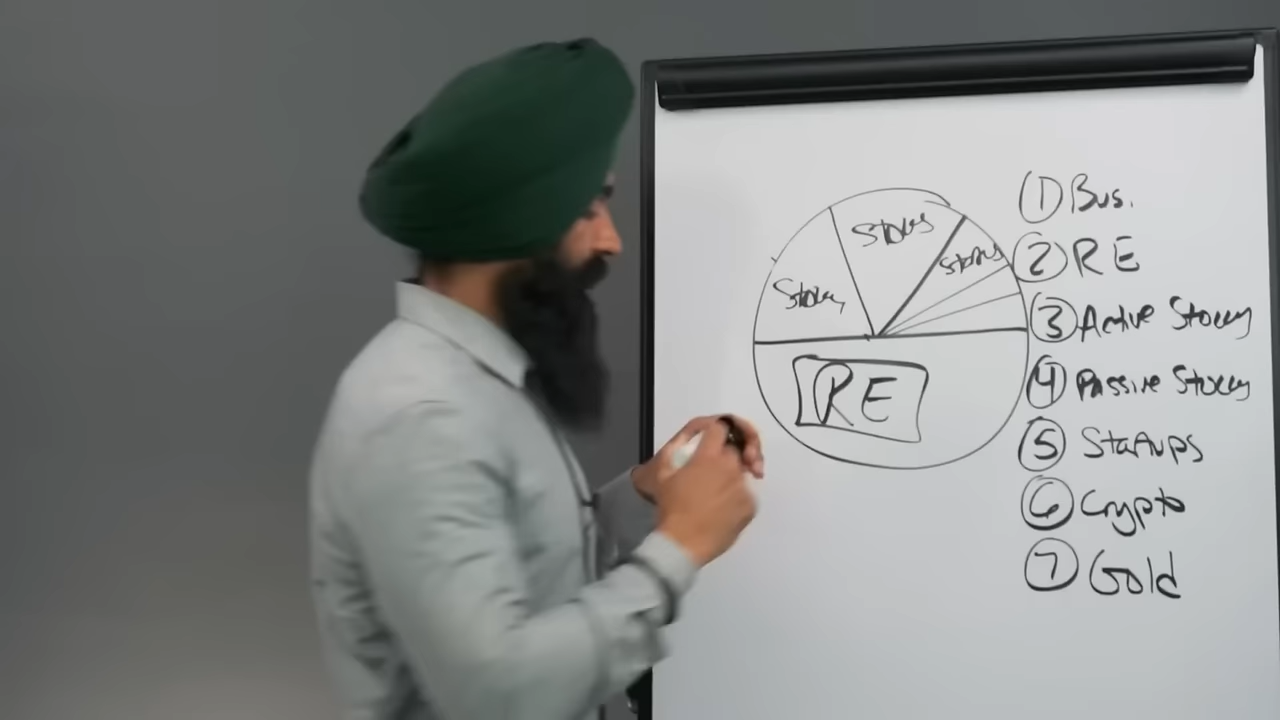 Stocks
Stocks
Stocks
RE
① Bus.
② RE
③ Active Stocks
④ Passive Stocks
⑤ Startups
⑥ Crypto
⑦ Gold